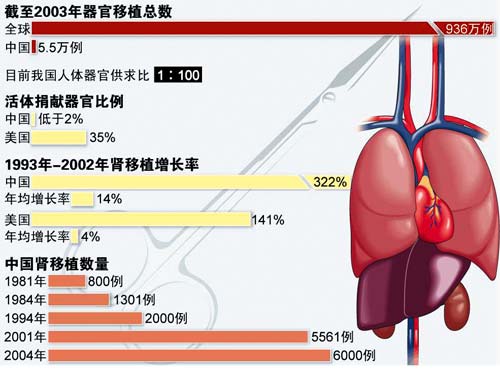 截至2003年器官移植总数
全球 936万例
中国 5.5万例
目前我国人体器官供求比 1：100
活体捐献器官比例
中国 低于2%
美国 35%
1993年-2002年肾移植增长率
中国 322%
年均增长率 14%
美国 141%
年均增长率 4%
中国肾移植数量
1981年 800例
1984年 1301例
1994年 2000例
2001年 5561例
2004年 6000例